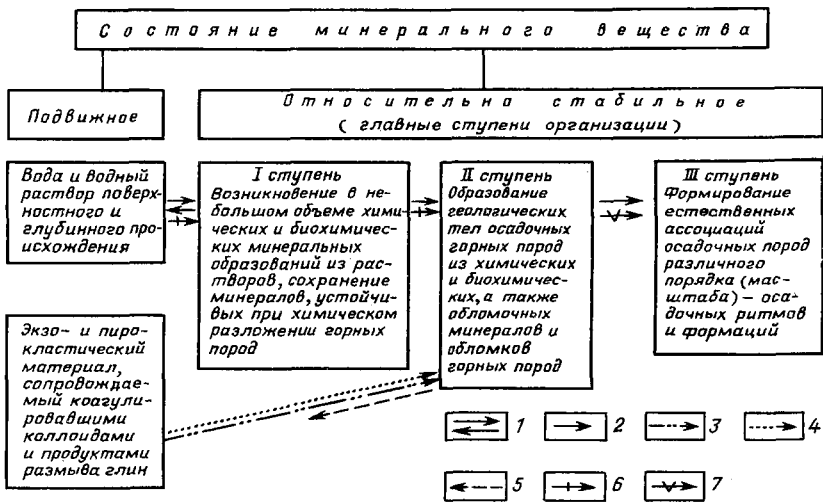 Состояние минерального вещества
Подвижное
Относительно стабильное
(главные ступени организации)
Вода и водный
раствор поверх-
ностного и
глубинного про-
исхождения
I ступень
Возникновение в не-
большом объеме хими-
ческих и биохимичес-
ких минеральных
образований из рас-
творов, сохранение
минералов, устойчи-
вых при химическом
разложении горных
пород
II ступень
Образование
геологических
тел осадочных
горных пород
из химических
и биохимичес-
ких, а также
обломочных
минералов и
обломков
горных пород
III ступень
Формирование
естественных
ассоциаций
осадочных пород
различного
порядка (мас-
штаба) – оса-
дочных ритмов
и формаций
Экзо- и пиро-
кластический
материал,
сопровождае-
мый коагули-
ровавшими
коллоидами
и продуктами
размыва глин
1 2 3 4
5 6 7